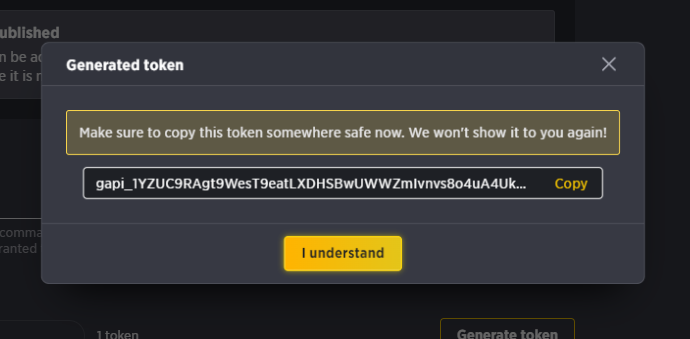 ublished
n be a
e it is r
Generated token
Make sure to copy this token somewhere safe now. We won't show it to you again!
gapi_1YZUC9RAgt9WesT9eatLXDHSBwUWWZmIvnvs8o4uA4Uk... Copy
comma
ranted
I understand
1 token
Generate token